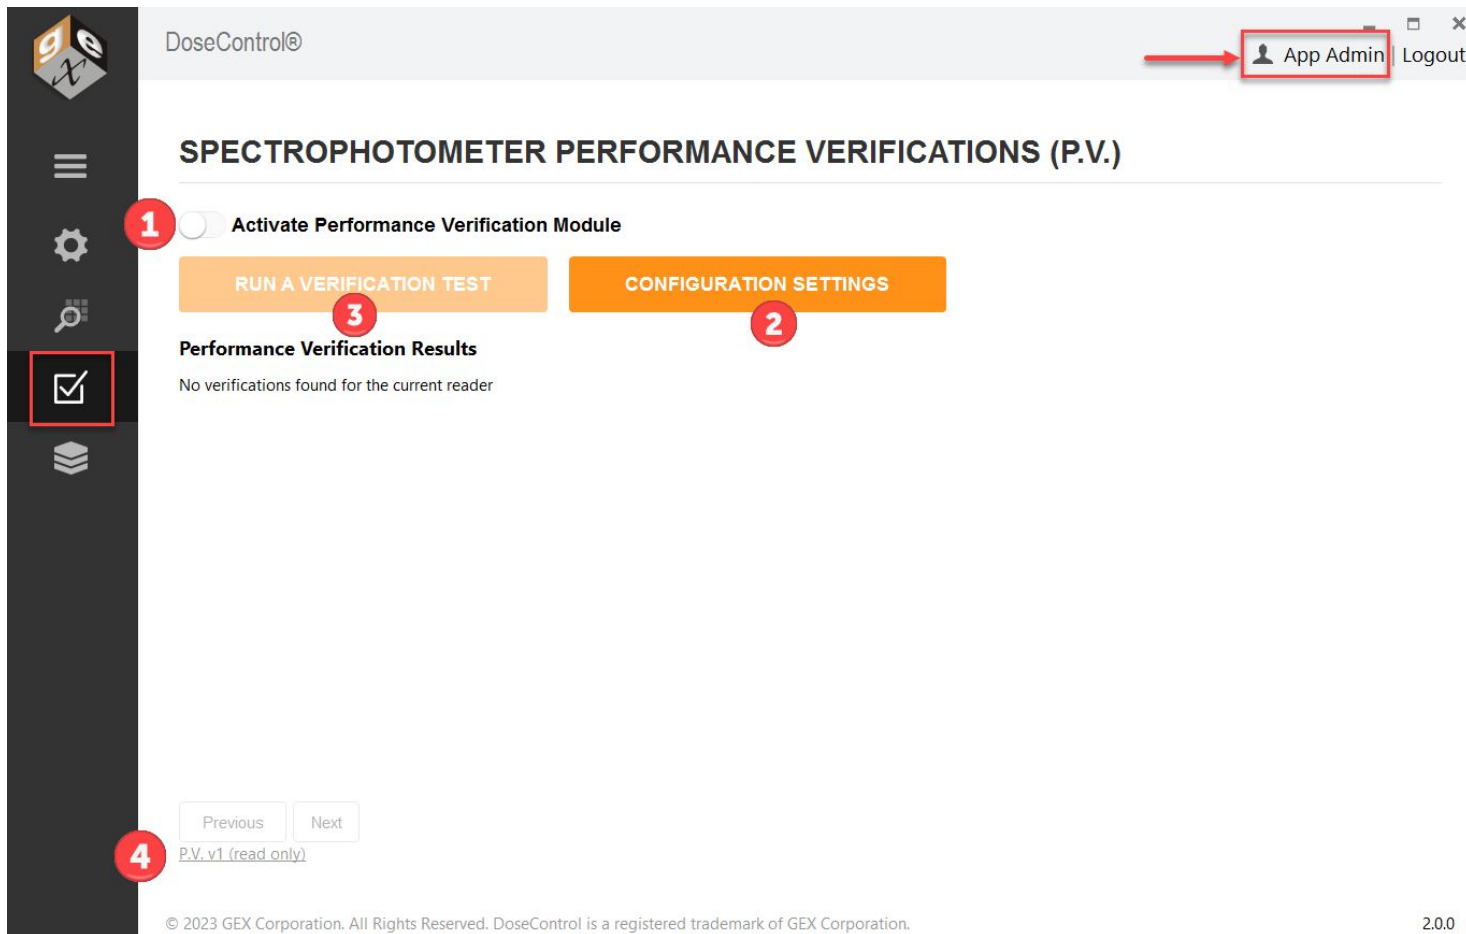 gex
DoseControl®
App Admin | Logout
SPECTROPHOTOMETER PERFORMANCE VERIFICATIONS (P.V.)
1 Activate Performance Verification Module
RUN A VERIFICATION TEST
CONFIGURATION SETTINGS
3
2
Performance Verification Results
No verifications found for the current reader
Previous
Next
4 P.V. v1 (read only)
© 2023 GEX Corporation. All Rights Reserved. DoseControl is a registered trademark of GEX Corporation.
2.0.0